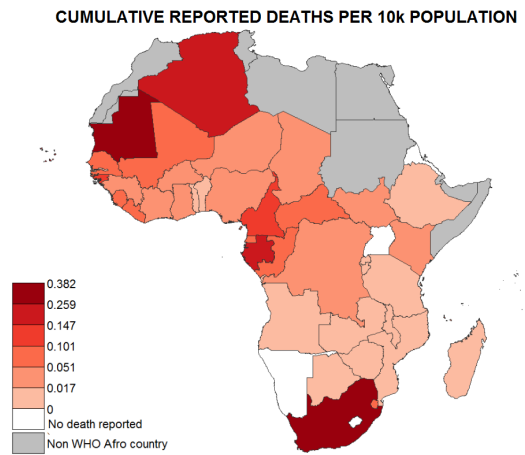 CUMULATIVE REPORTED DEATHS PER 10k POPULATION
0.382
0.259
0.147
0.101
0.051
0.017
0
No death reported
Non WHO Afro country